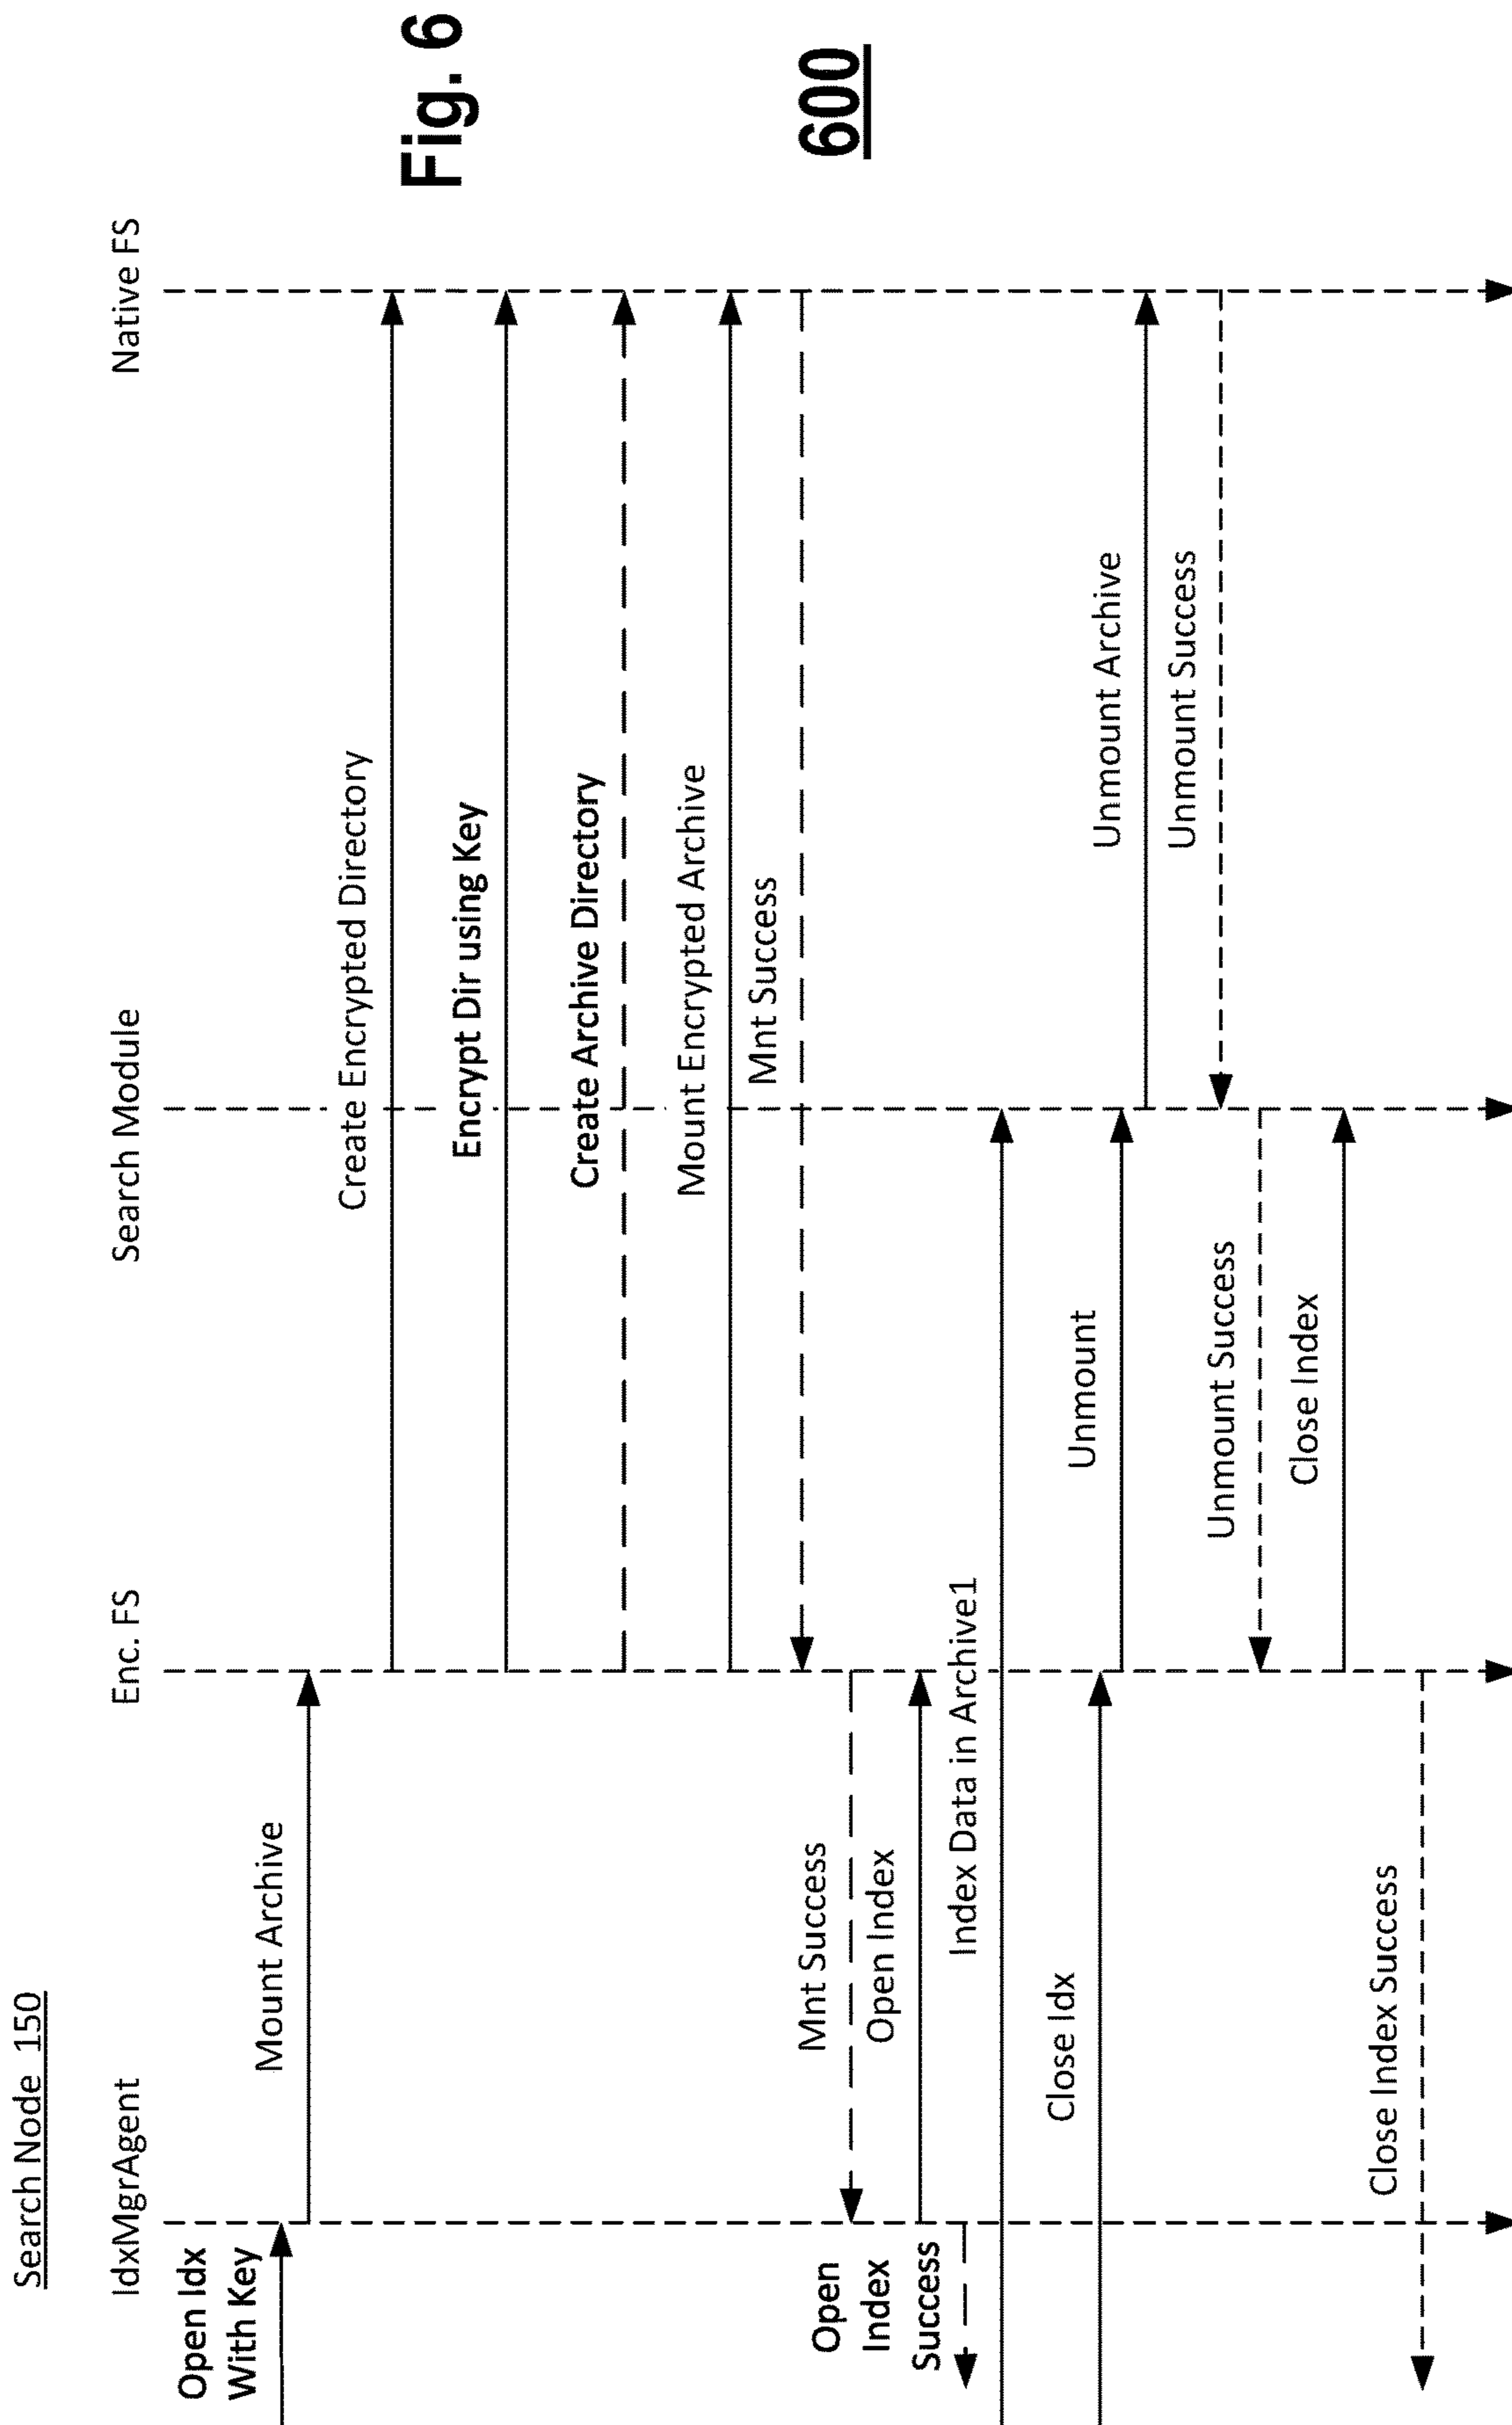 Search Node 150
IdxMgrAgent
Enc. FS
Search Module
Native FS
Open Idx
With Key
Mount Archive
Create Encrypted Directory
Encrypt Dir using Key
Create Archive Directory
Mount Encrypted Archive
Mnt Success
Mnt Success
Open Index
Open
Index
Success
Index Data in Archive1
Close Idx
Unmount
Unmount Archive
Unmount Success
Unmount Success
Close Index
Close Index Success
Fig. 6
600